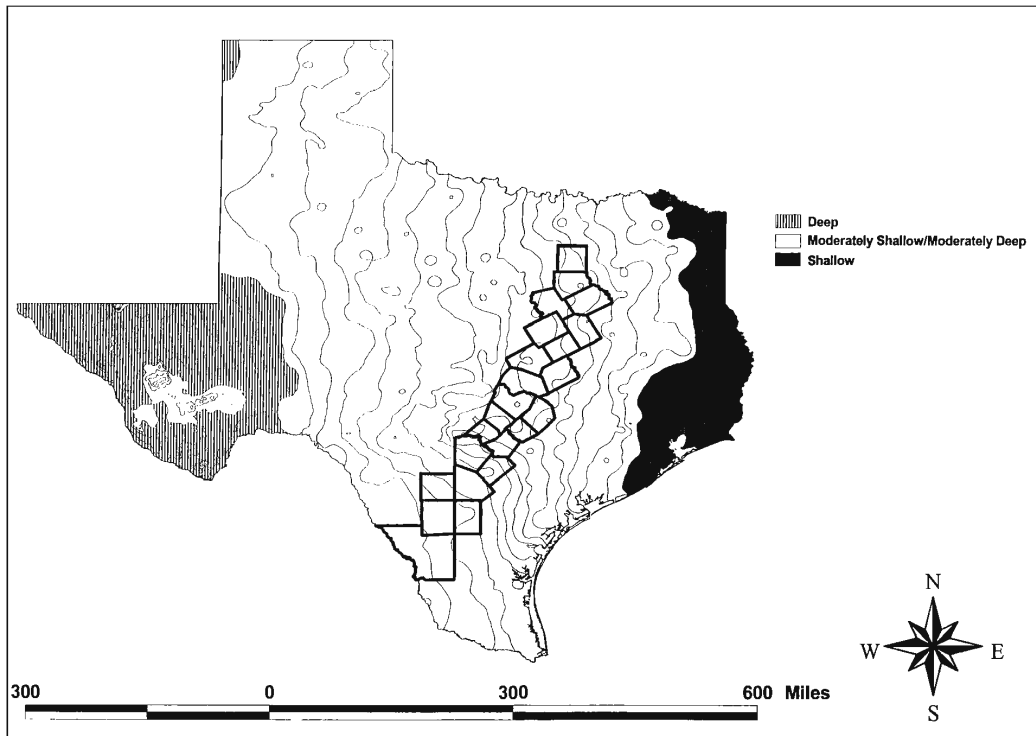 Deep
Moderately Shallow/Moderately Deep
Shallow
N
W E
S
300 0 300 600 Miles